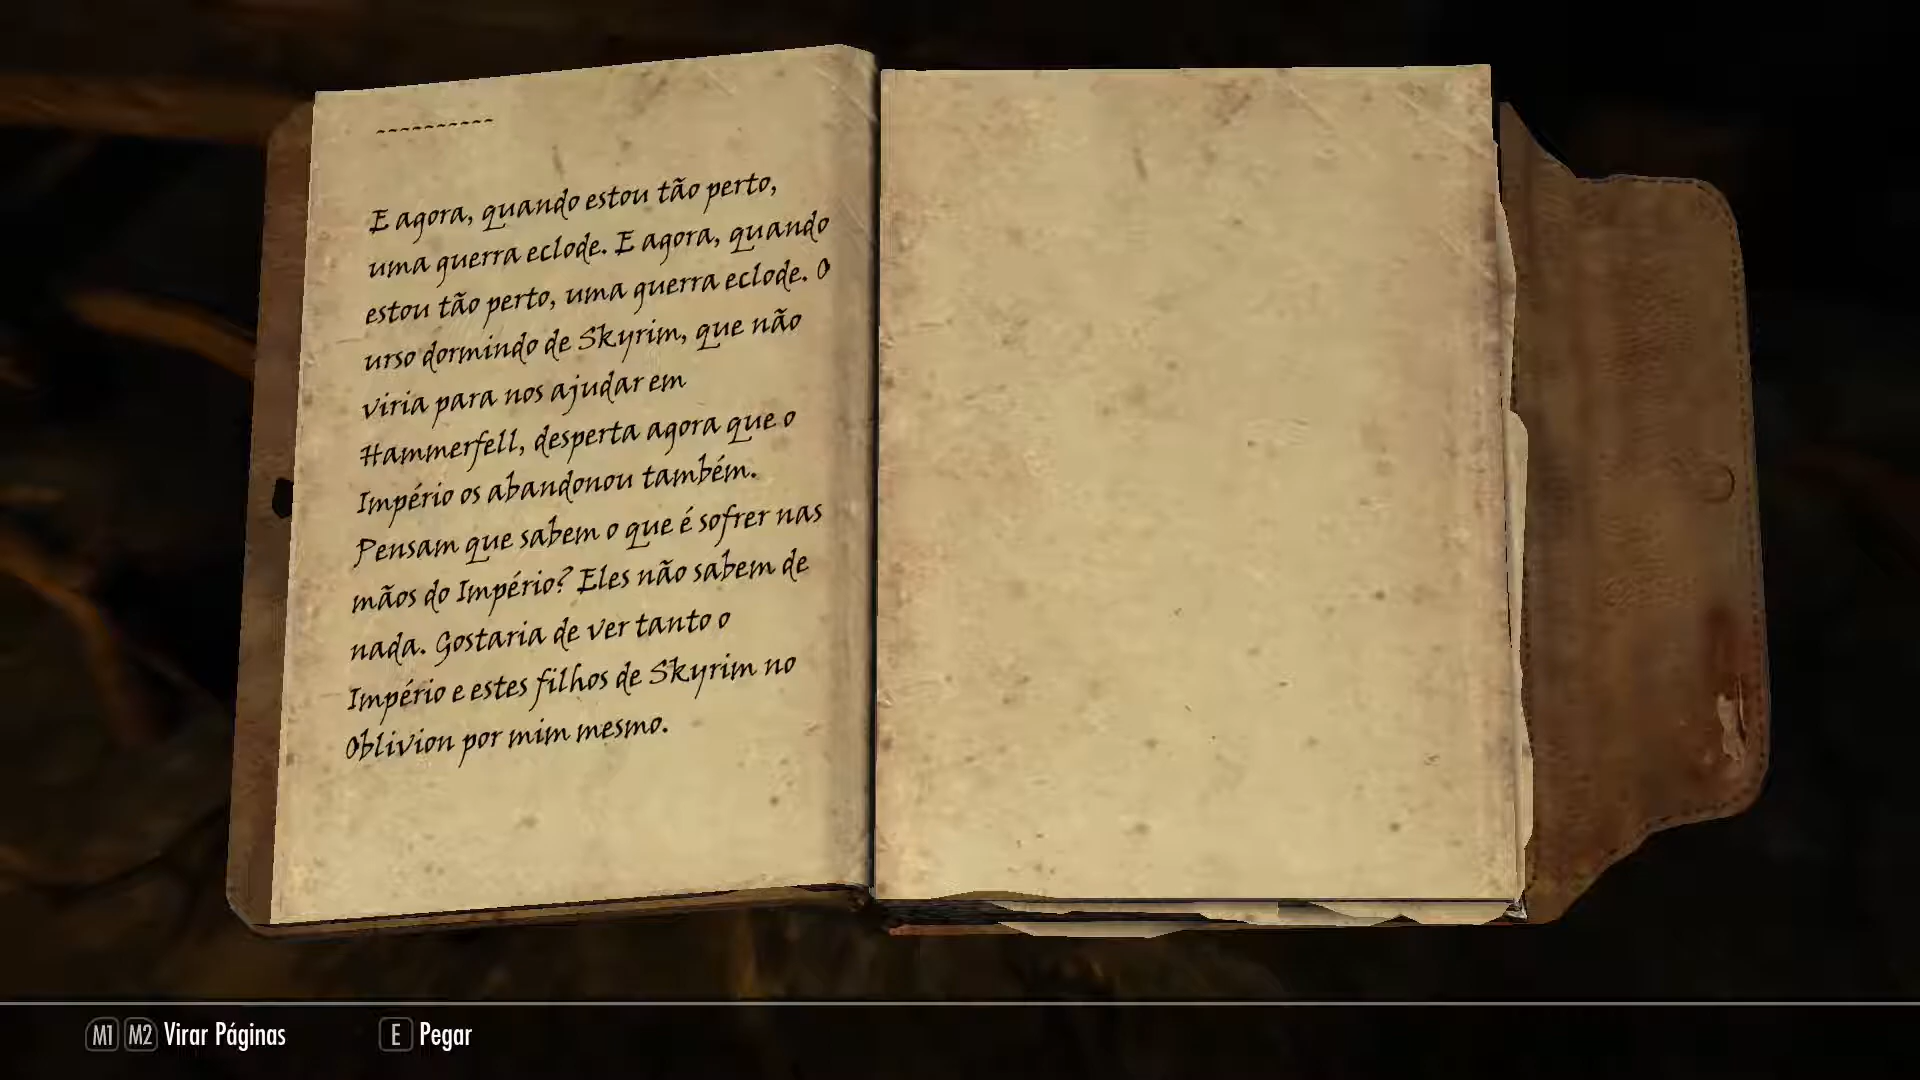 ~~~~~~~~~~
E agora, quando estou tão perto,
uma guerra eclode. E agora, quando
estou tão perto, uma guerra eclode. O
urso dormindo de Skyrim, que não
viria para nos ajudar em
Hammerfell, desperta agora que o
Império os abandonou também.
Pensam que sabem o que é sofrer nas
mãos do Império? Eles não sabem de
nada. Gostaria de ver tanto o
Império e estes filhos de Skyrim no
Oblivion por mim mesmo.
M1 M2 Virar Páginas E Pegar